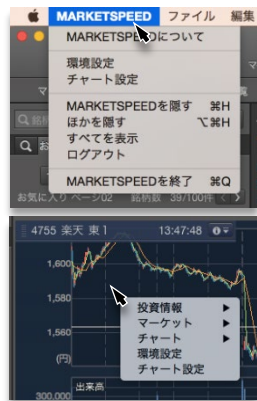 MARKETSPEED ファイル 編集
MARKETSPEEDについて
環境設定
チャート設定
MARKETSPEEDを隠す ⌘H
ほかを隠す ⌥⌘H
すべてを表示
ログアウト
MARKETSPEEDを終了 ⌘Q
お気に入り ページ02 銘柄数 39/100件
4755 楽天 東1 13:47:48
1,600
1,580
1,560
(円)
投資情報
マーケット
チャート
環境設定
チャート設定
出来高
300,000